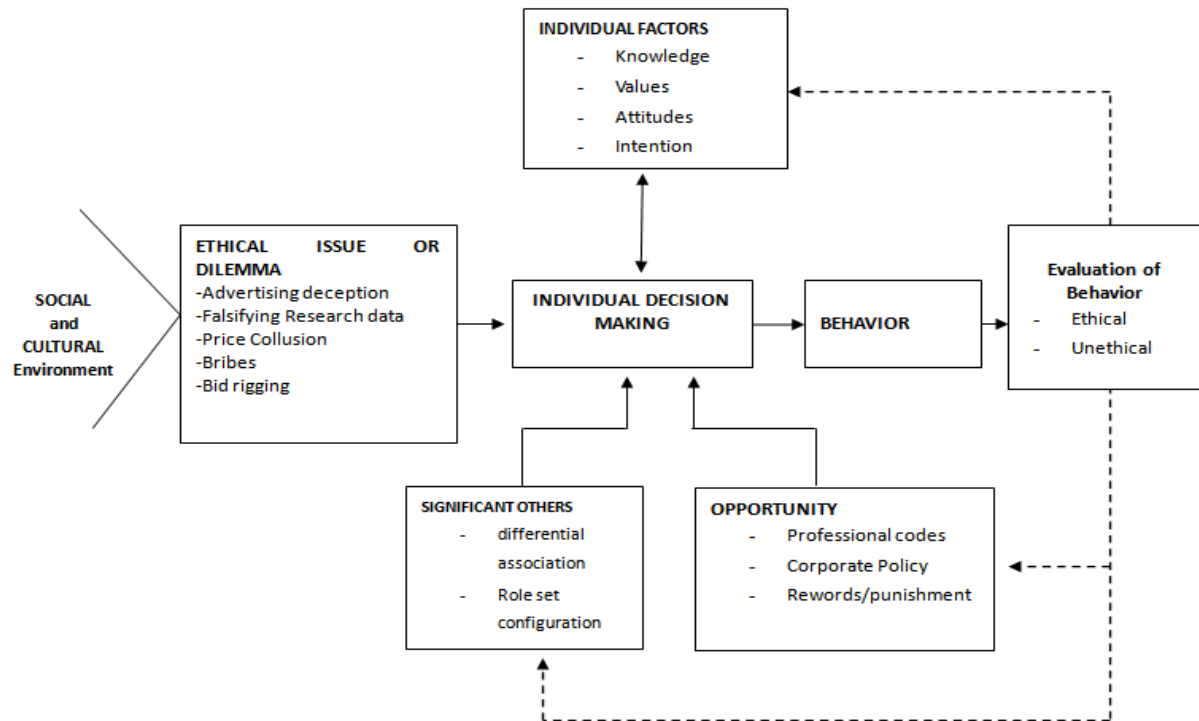 INDIVIDUAL FACTORS
- Knowledge
- Values
- Attitudes
- Intention
SOCIAL
and
CULTURAL
Environment
ETHICAL ISSUE OR
DILEMMA
-Advertising deception
-Falsifying Research data
-Price Collusion
-Bribes
-Bid rigging
INDIVIDUAL DECISION
MAKING
BEHAVIOR
Evaluation of
Behavior
- Ethical
- Unethical
SIGNIFICANT OTHERS
- differential
association
- Role set
configuration
OPPORTUNITY
- Professional codes
- Corporate Policy
- Rewords/punishment